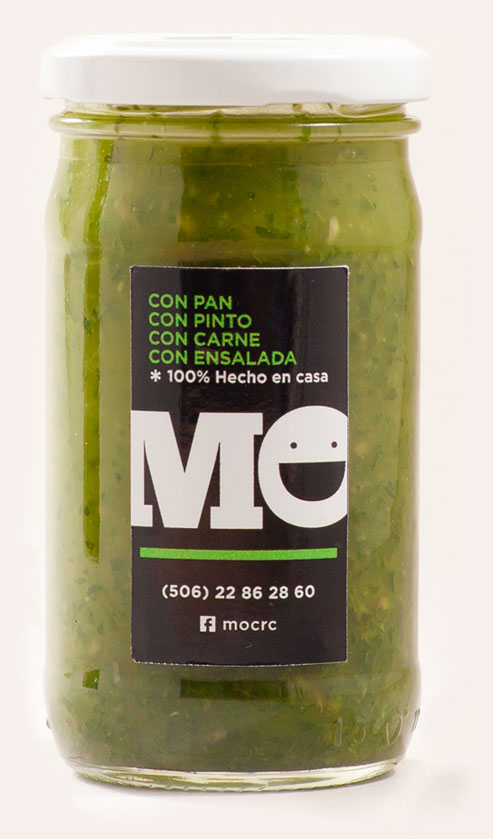 CON PAN
CON PINTO
CON CARNE
CON ENSALADA
* 100% Hecho en casa
MO
(506) 22 86 28 60
f mocrc